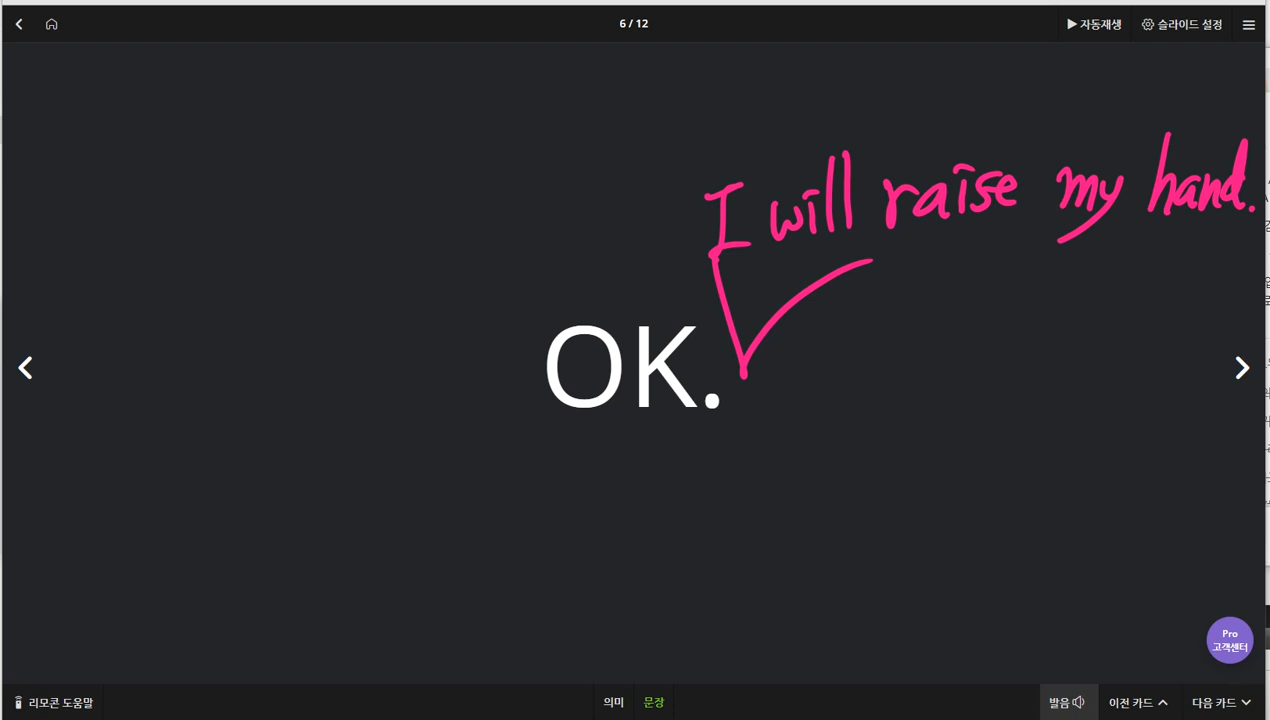 6 / 12
자동재생
슬라이드 설정
I will raise my hand.
OK.
Pro
고객센터
리모콘 도움말
의미
문장
발음
이전 카드
다음 카드